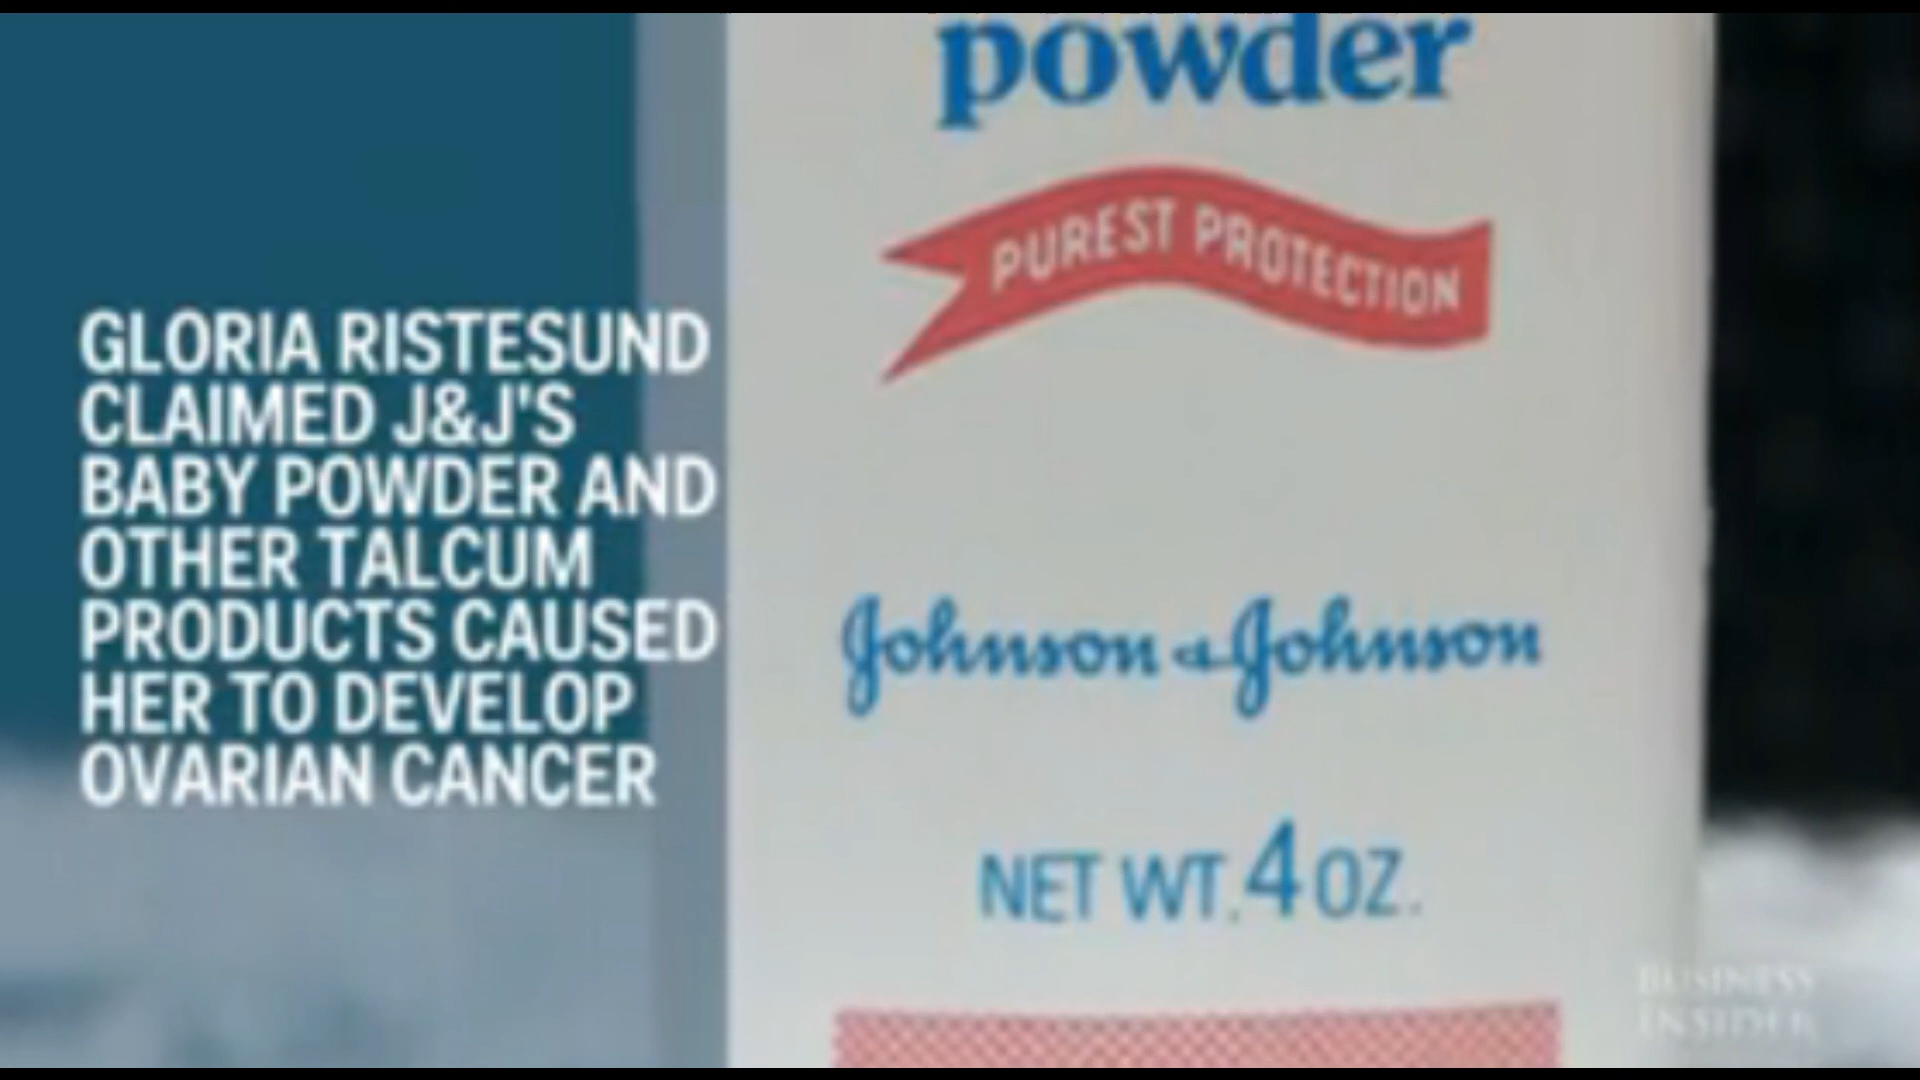 GLORIA RISTESUND
CLAIMED J&J'S
BABY POWDER AND
OTHER TALCUM
PRODUCTS CAUSED
HER TO DEVELOP
OVARIAN CANCER
powder
PUREST PROTECTION
Johnson & Johnson
NET WT. 4 OZ.
BUSINESS
INSIDER